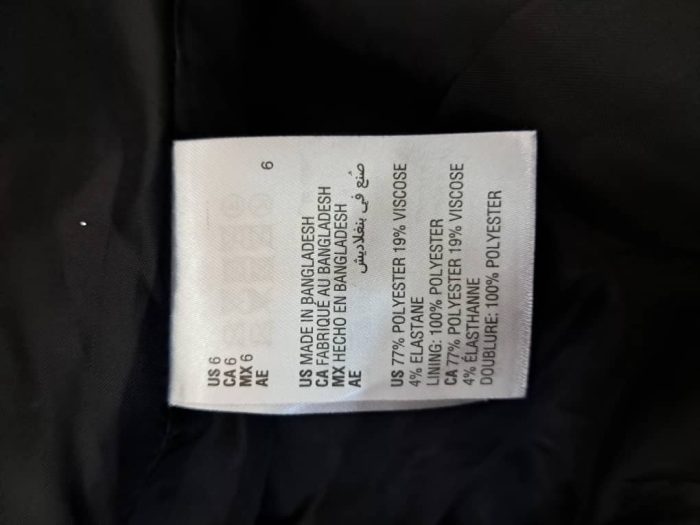 US 6
CA 6
MX 6
AE 6
US MADE IN BANGLADESH
CA FABRIQUE AU BANGLADESH
MX HECHO EN BANGLADESH
AE صنع في بنغلاديش
US 77% POLYESTER 19% VISCOSE
4% ELASTANE
LINING: 100% POLYESTER
CA 77% POLYESTER 19% VISCOSE
4% ÉLASTHANNE
DOUBLURE: 100% POLYESTER